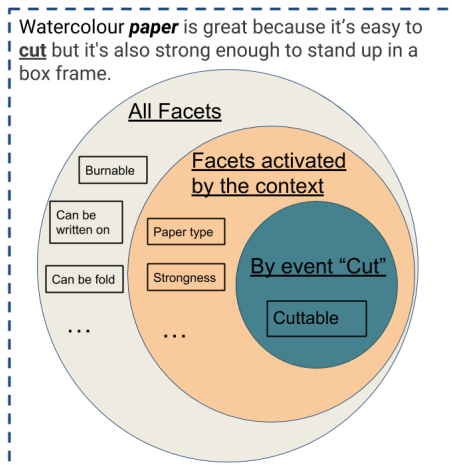 Watercolour paper is great because it’s easy to
cut but it's also strong enough to stand up in a
box frame.
All Facets
Facets activated
by the context
Burnable
Can be
written on
Paper type
By event “Cut”
Can be fold
Strongness
Cuttable
...
...